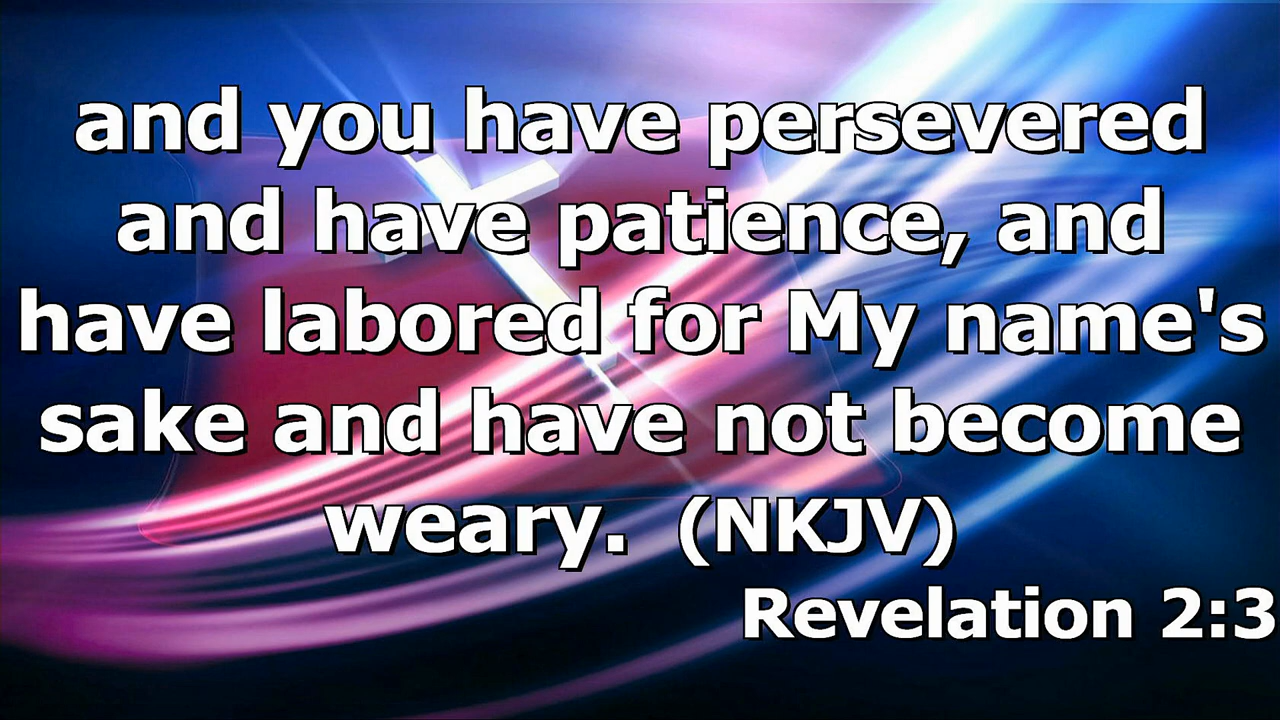 and you have persevered
and have patience, and
have labored for My name's
sake and have not become
weary.  (NKJV)
Revelation 2:3